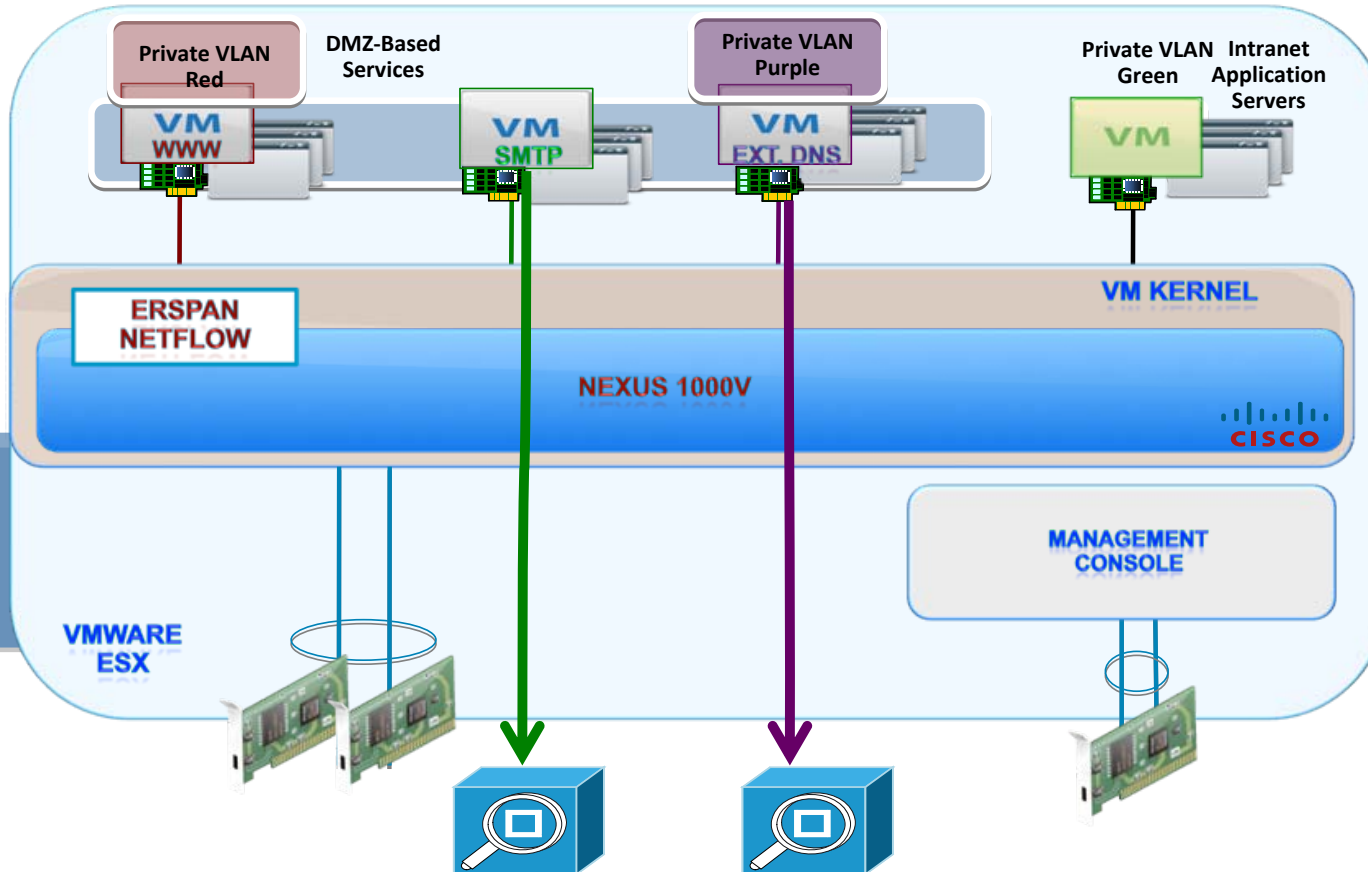 Private VLAN
Red
DMZ-Based
Services
Private VLAN
Purple
Private VLAN
Green
Intranet
Application
Servers
VM
WWW
VM
SMTP
VM
EXT. DNS
VM
ERSPAN
NETFLOW
VM KERNEL
NEXUS 1000V
CISCO
MANAGEMENT
CONSOLE
VMWARE
ESX